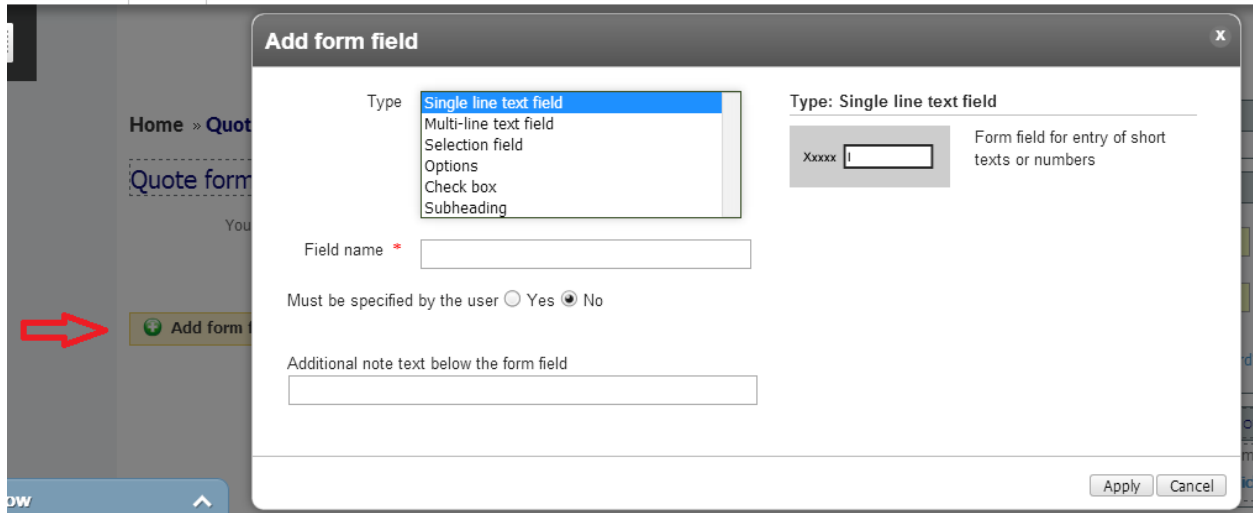 Add form field
x
Type
Single line text field
Multi-line text field
Selection field
Options
Check box
Subheading
Type: Single line text field
Xxxxx
Form field for entry of short
texts or numbers
Home » Quot
Quote form
You
Field name *
Must be specified by the user Yes No
Add form f
Additional note text below the form field
Apply
Cancel
ow